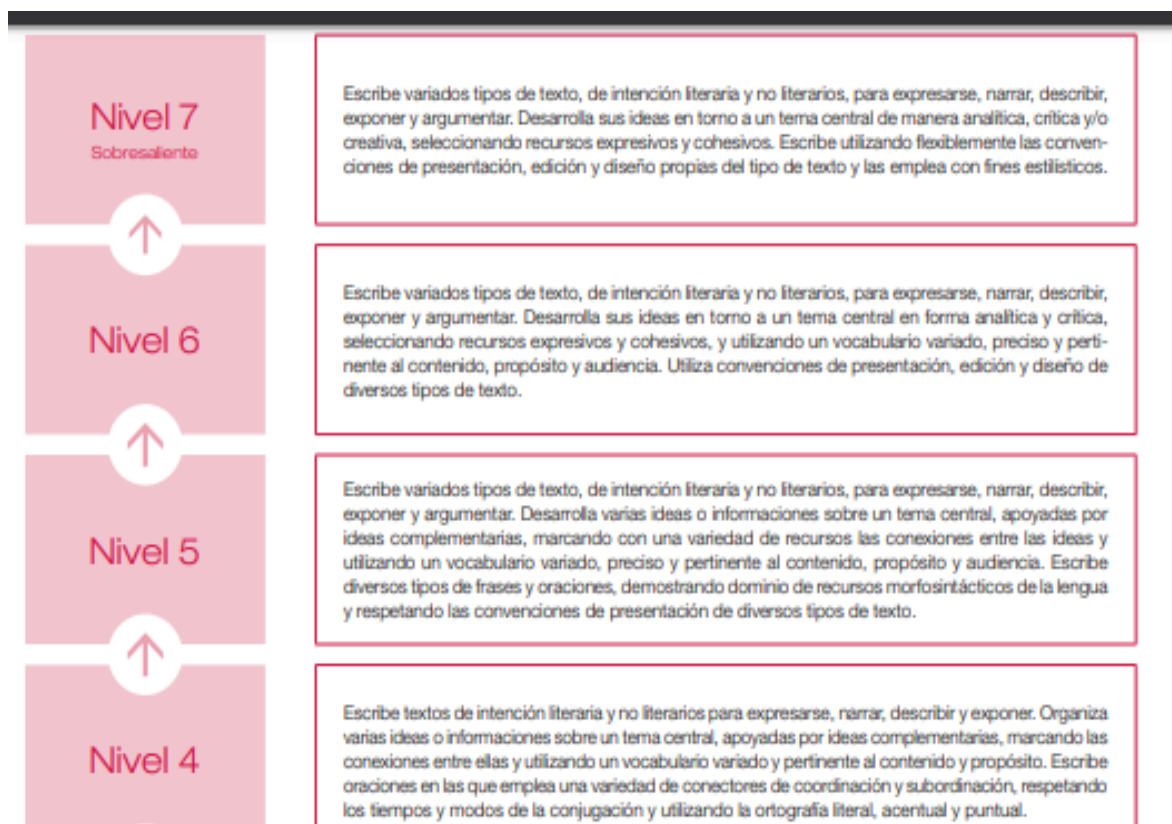 Nivel 7
Sobresaliente
Escribe variados tipos de texto, de intención literaria y no literarios, para expresarse, narrar, describir,
exponer y argumentar. Desarrolla sus ideas en torno a un tema central de manera analítica, crítica y/o
creativa, seleccionando recursos expresivos y cohesivos. Escribe utilizando flexiblemente las conven-
ciones de presentación, edición y diseño propias del tipo de texto y las emplea con fines estilísticos.
Nivel 6
Escribe variados tipos de texto, de intención literaria y no literarios, para expresarse, narrar, describir,
exponer y argumentar. Desarrolla sus ideas en torno a un tema central en forma analítica y crítica,
seleccionando recursos expresivos y cohesivos, y utilizando un vocabulario variado, preciso y perti-
nente al contenido, propósito y audiencia. Utiliza convenciones de presentación, edición y diseño de
diversos tipos de texto.
Nivel 5
Escribe variados tipos de texto, de intención literaria y no literarios, para expresarse, narrar, describir,
exponer y argumentar. Desarrolla varias ideas o informaciones sobre un tema central, apoyadas por
ideas complementarias, marcando con una variedad de recursos las conexiones entre las ideas y
utilizando un vocabulario variado, preciso y pertinente al contenido, propósito y audiencia. Escribe
diversos tipos de frases y oraciones, demostrando dominio de recursos morfosintácticos de la lengua
y respetando las convenciones de presentación de diversos tipos de texto.
Nivel 4
Escribe textos de intención literaria y no literarios para expresarse, narrar, describir y exponer. Organiza
varias ideas o informaciones sobre un tema central, apoyadas por ideas complementarias, marcando las
conexiones entre ellas y utilizando un vocabulario variado y pertinente al contenido y propósito. Escribe
oraciones en las que emplea una variedad de conectores de coordinación y subordinación, respetando
los tiempos y modos de la conjugación y utilizando la ortografía literal, acentual y puntual.